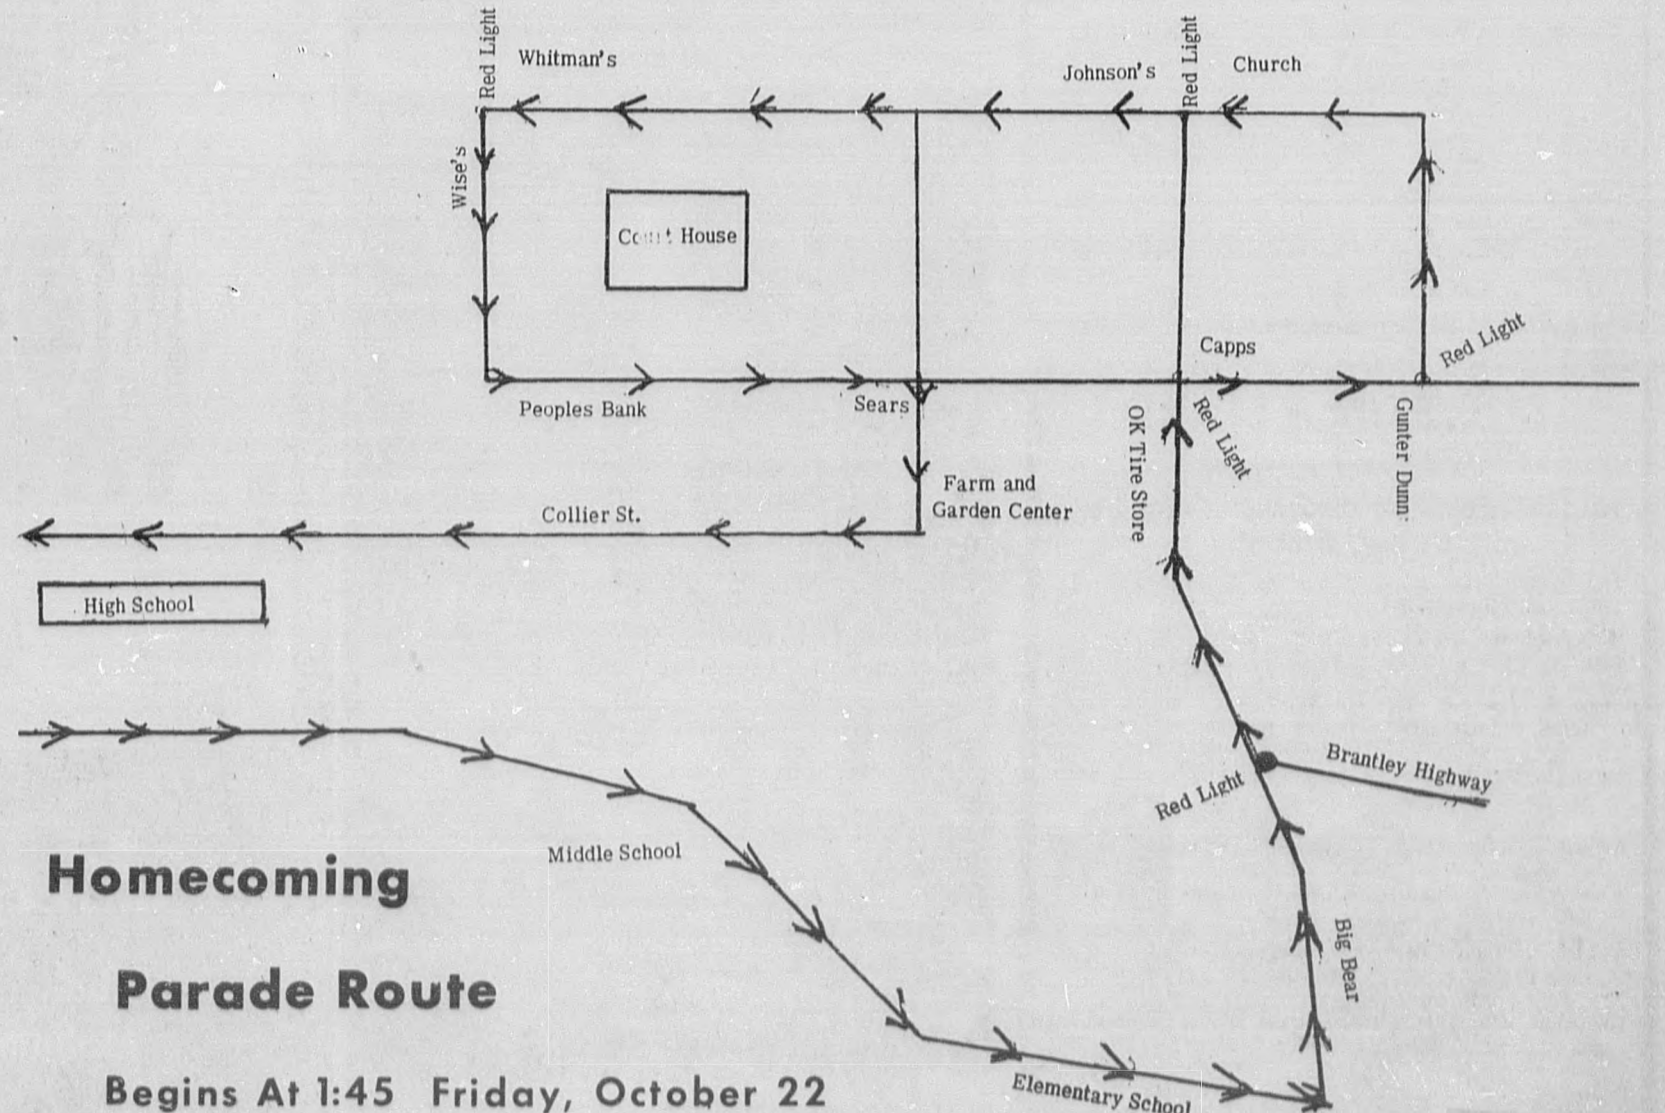 Red Light
Whitman's
Johnson's
Red Light
Church
Wise's
Court House
Capps
Red Light
Peoples Bank
Sears
OK Tire Store
Red Light
Gunter Dunn
Farm and
Garden Center
Collier St.
High School
Brantley Highway
Red Light
Middle School
Big Bear
Elementary School
Homecoming
Parade Route
Begins At 1:45 Friday, October 22